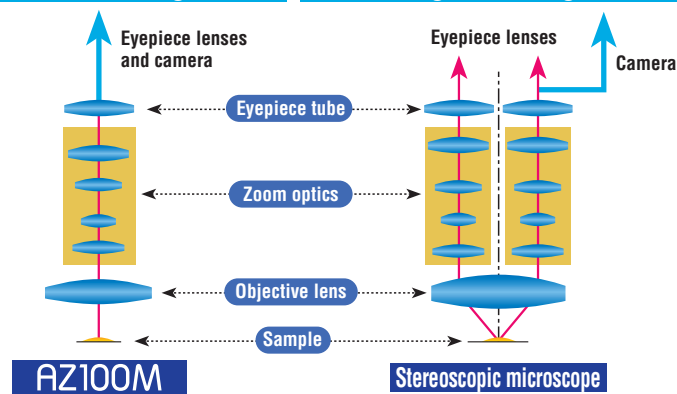 Eyepiece lenses
and camera
Eyepiece lenses
Camera
Eyepiece tube
Zoom optics
Objective lens
Sample
AZ100M
Stereoscopic microscope